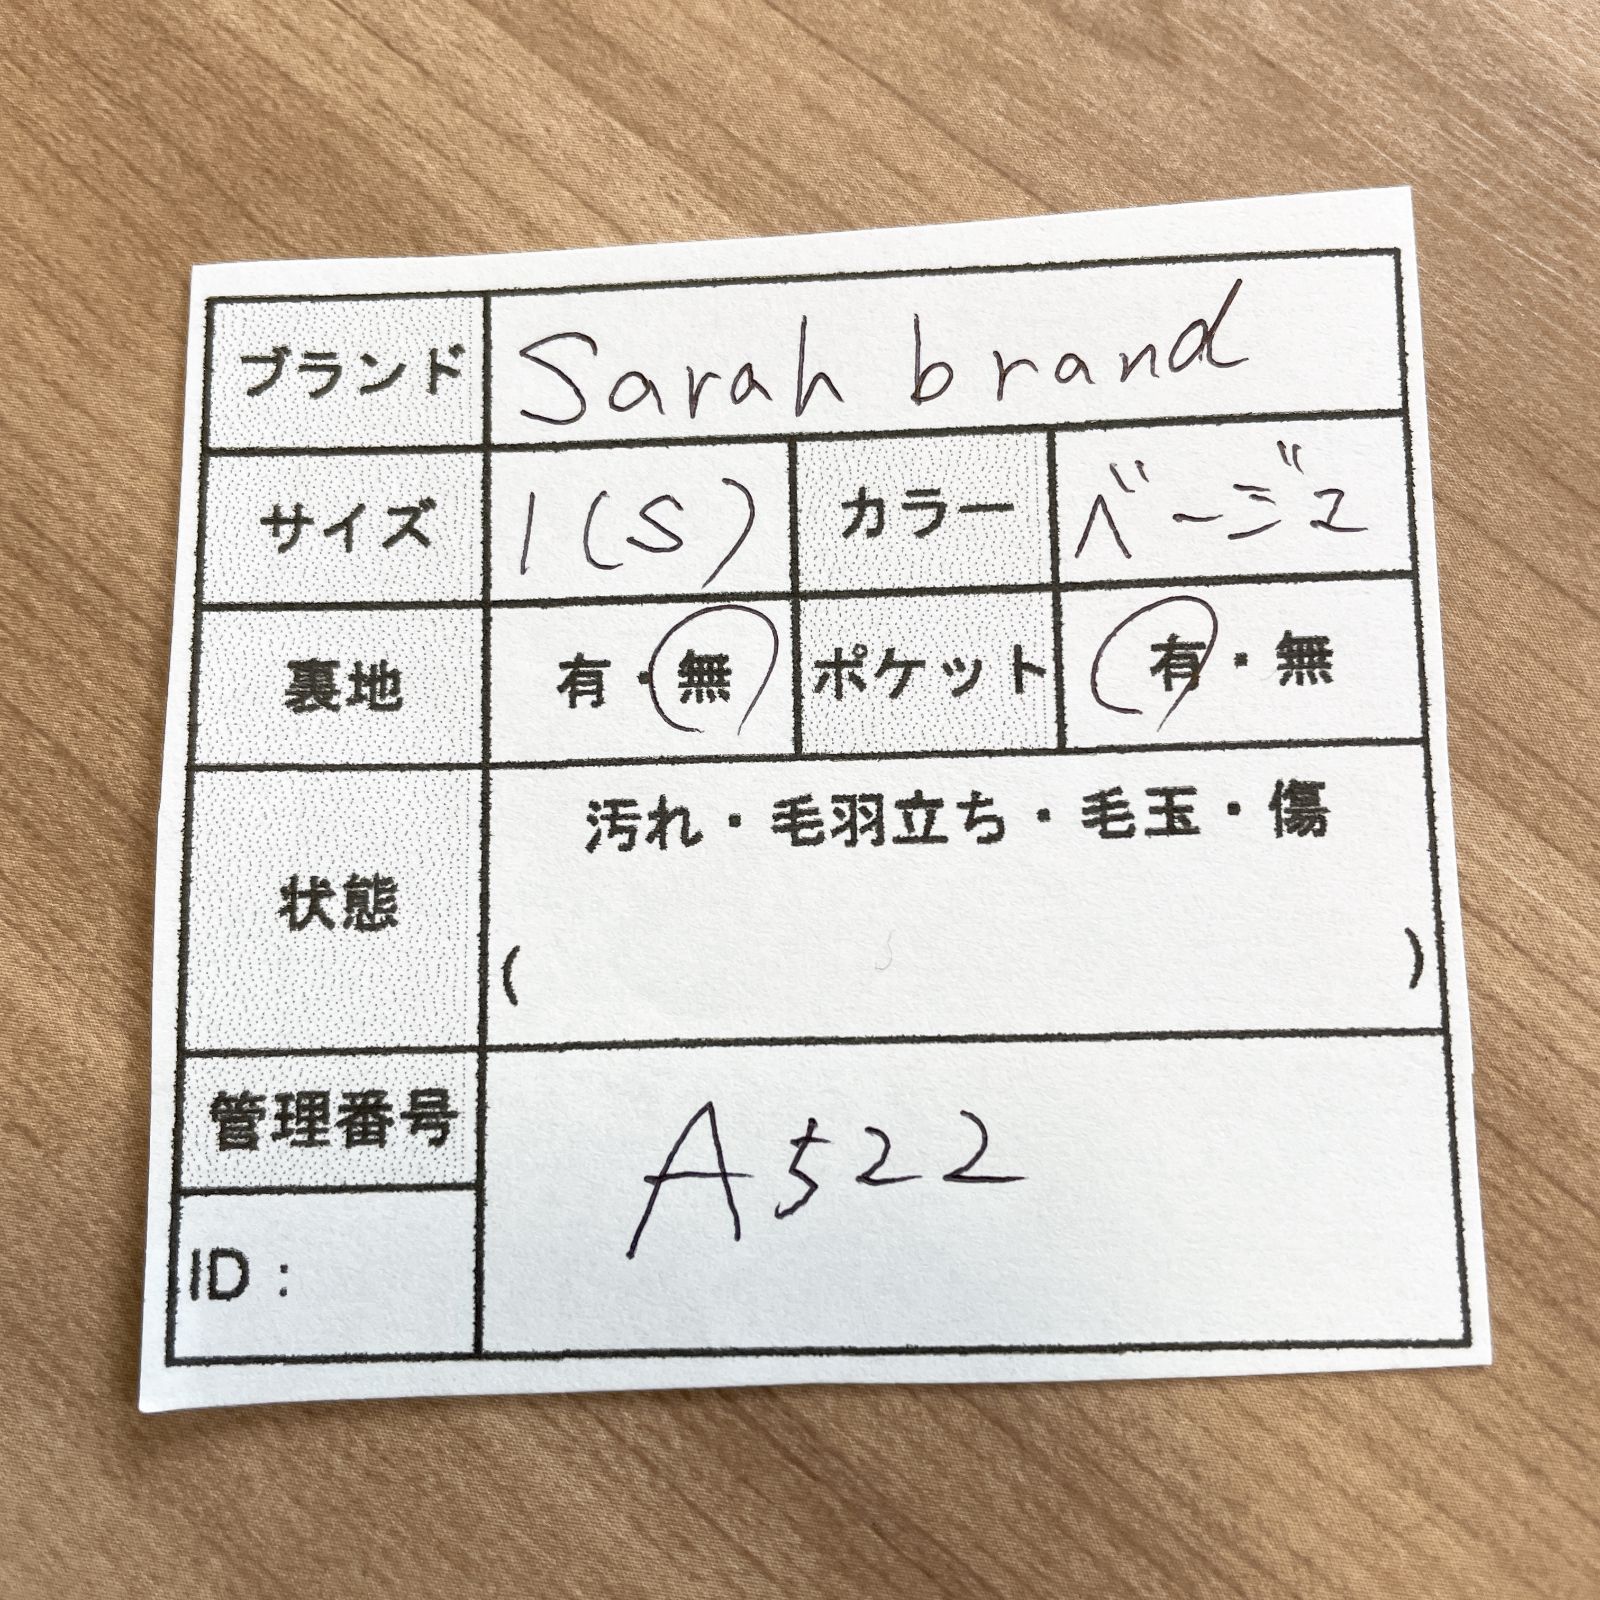 ブランド Sarah brand
サイズ 1(S) カラー ベージュ
裏地 有・無 ポケット 有・無
汚れ・毛羽立ち・毛玉・傷
状態
( )
管理番号 A522
ID：